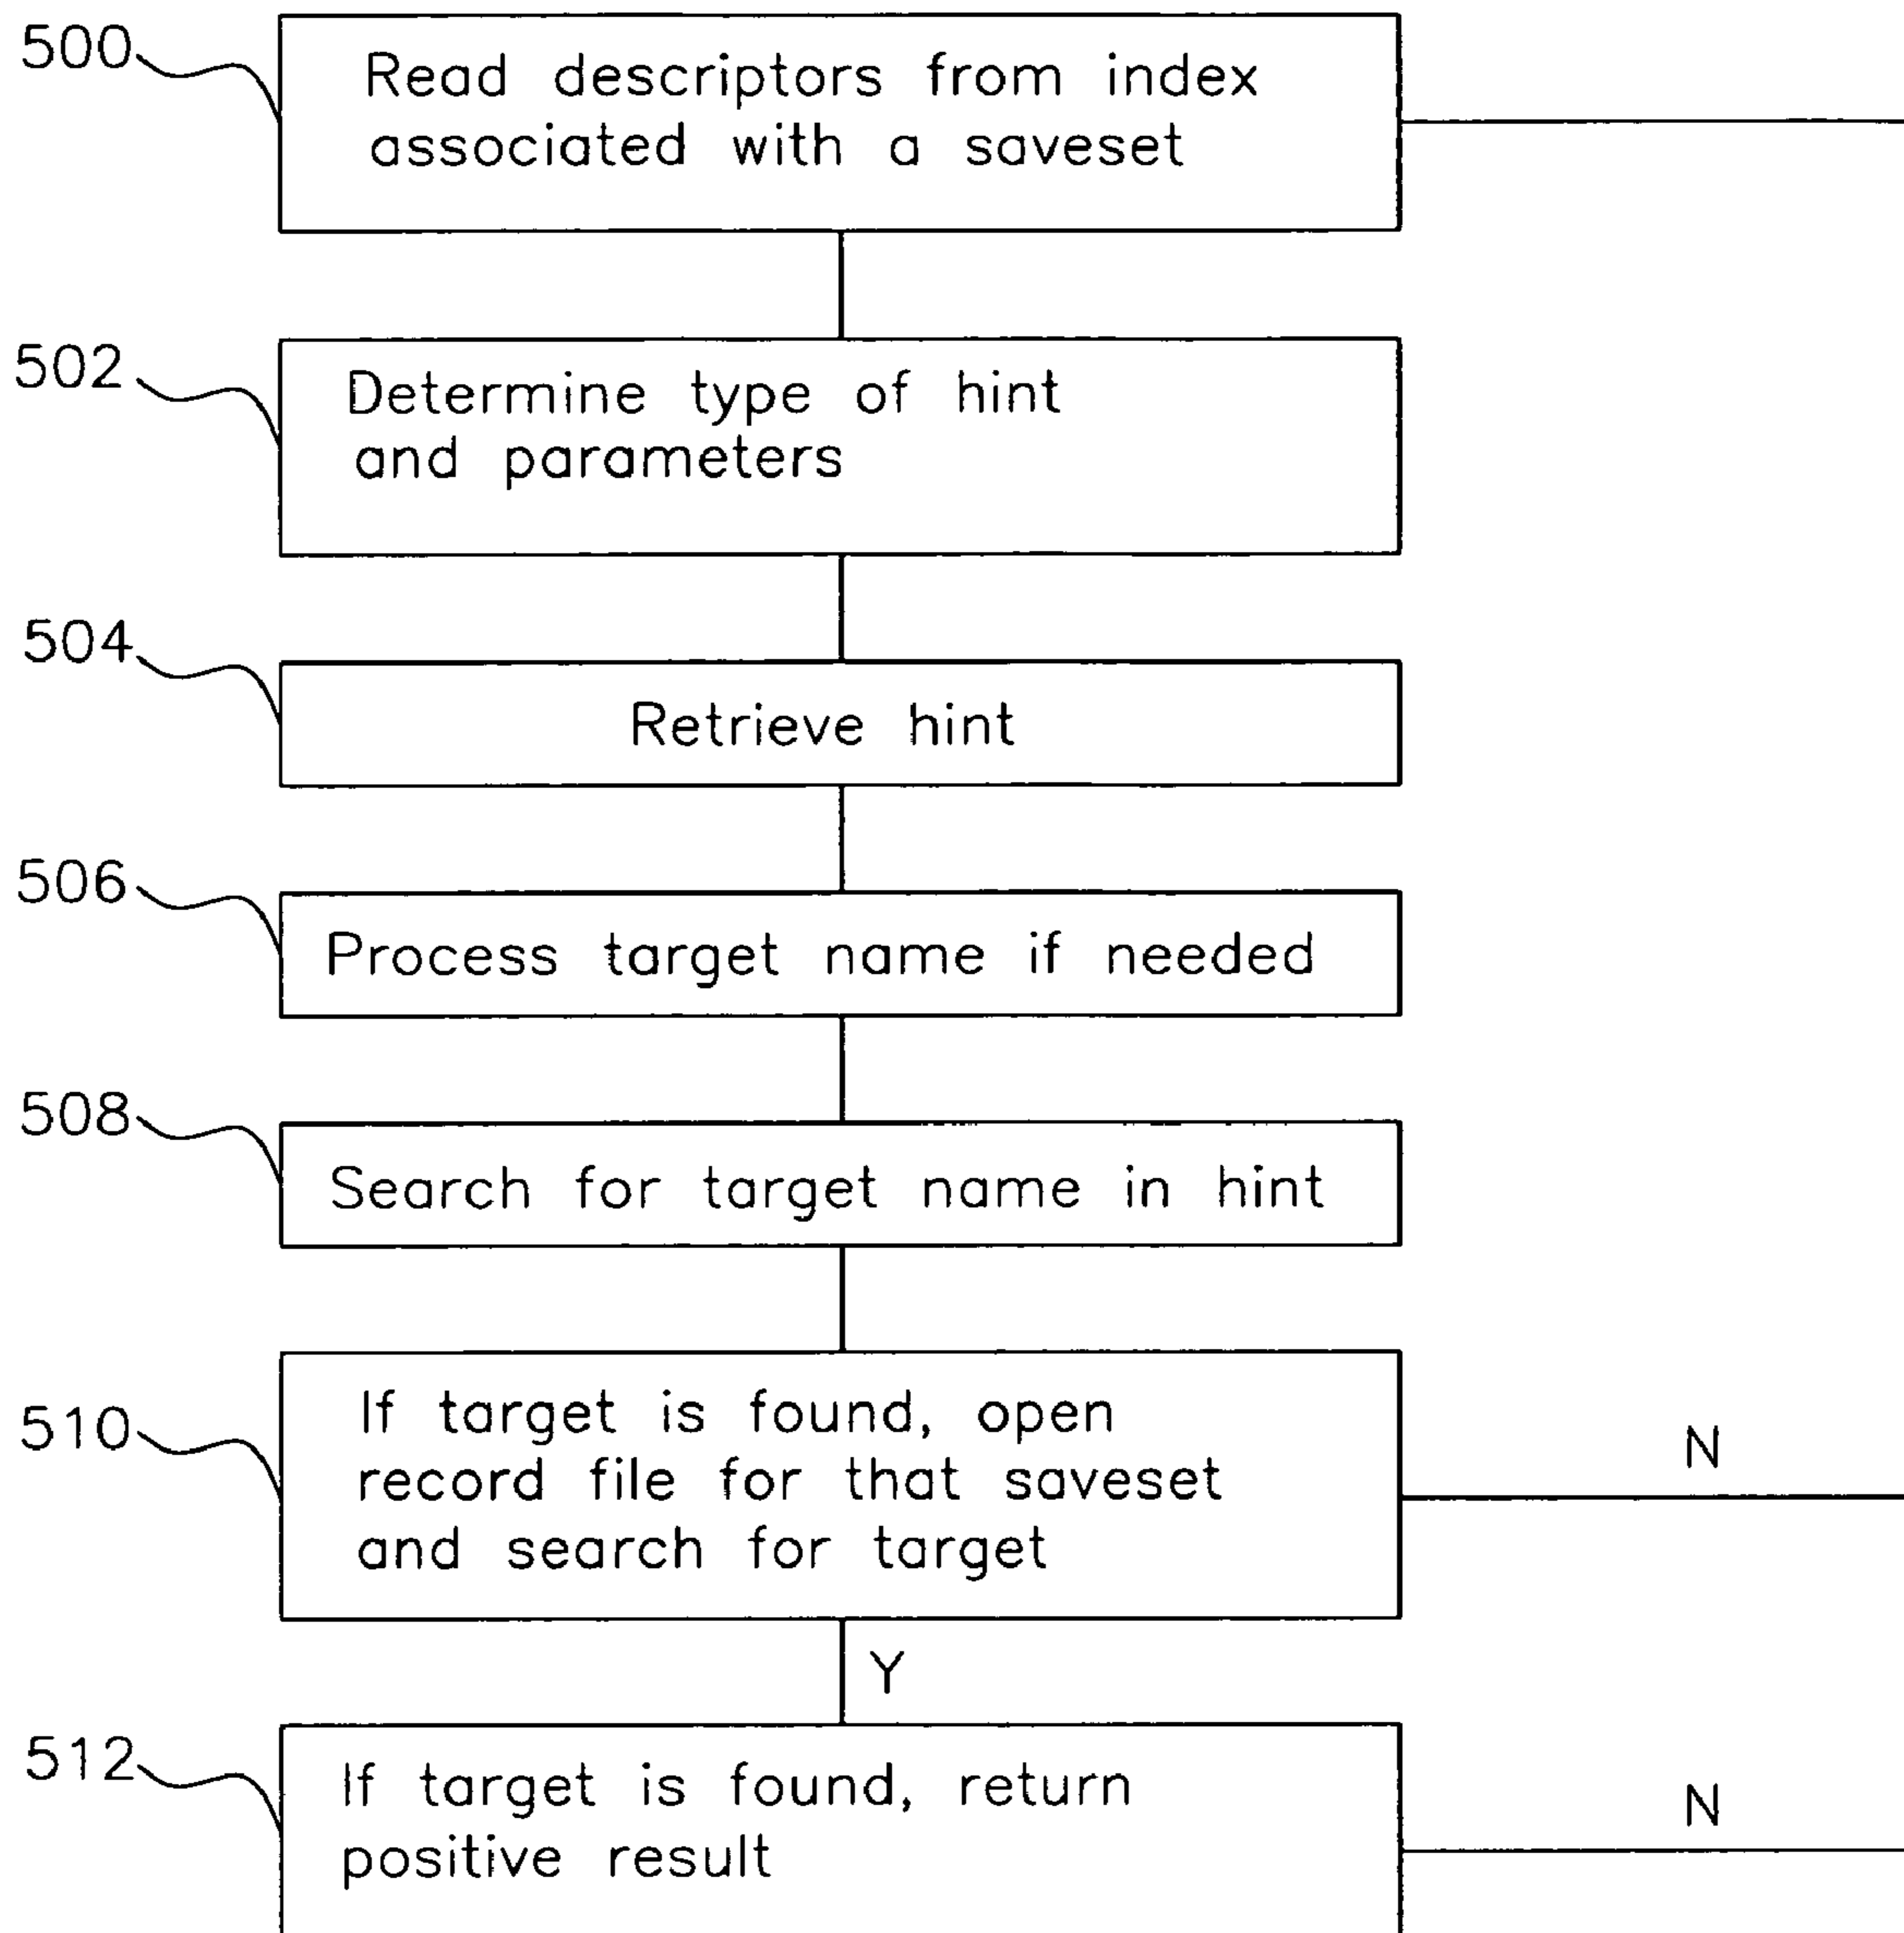 500
Read descriptors from index
associated with a saveset
502
Determine type of hint
and parameters
504
Retrieve hint
506
Process target name if needed
508
Search for target name in hint
510
If target is found, open
record file for that saveset
and search for target
N
Y
512
If target is found, return
positive result
N